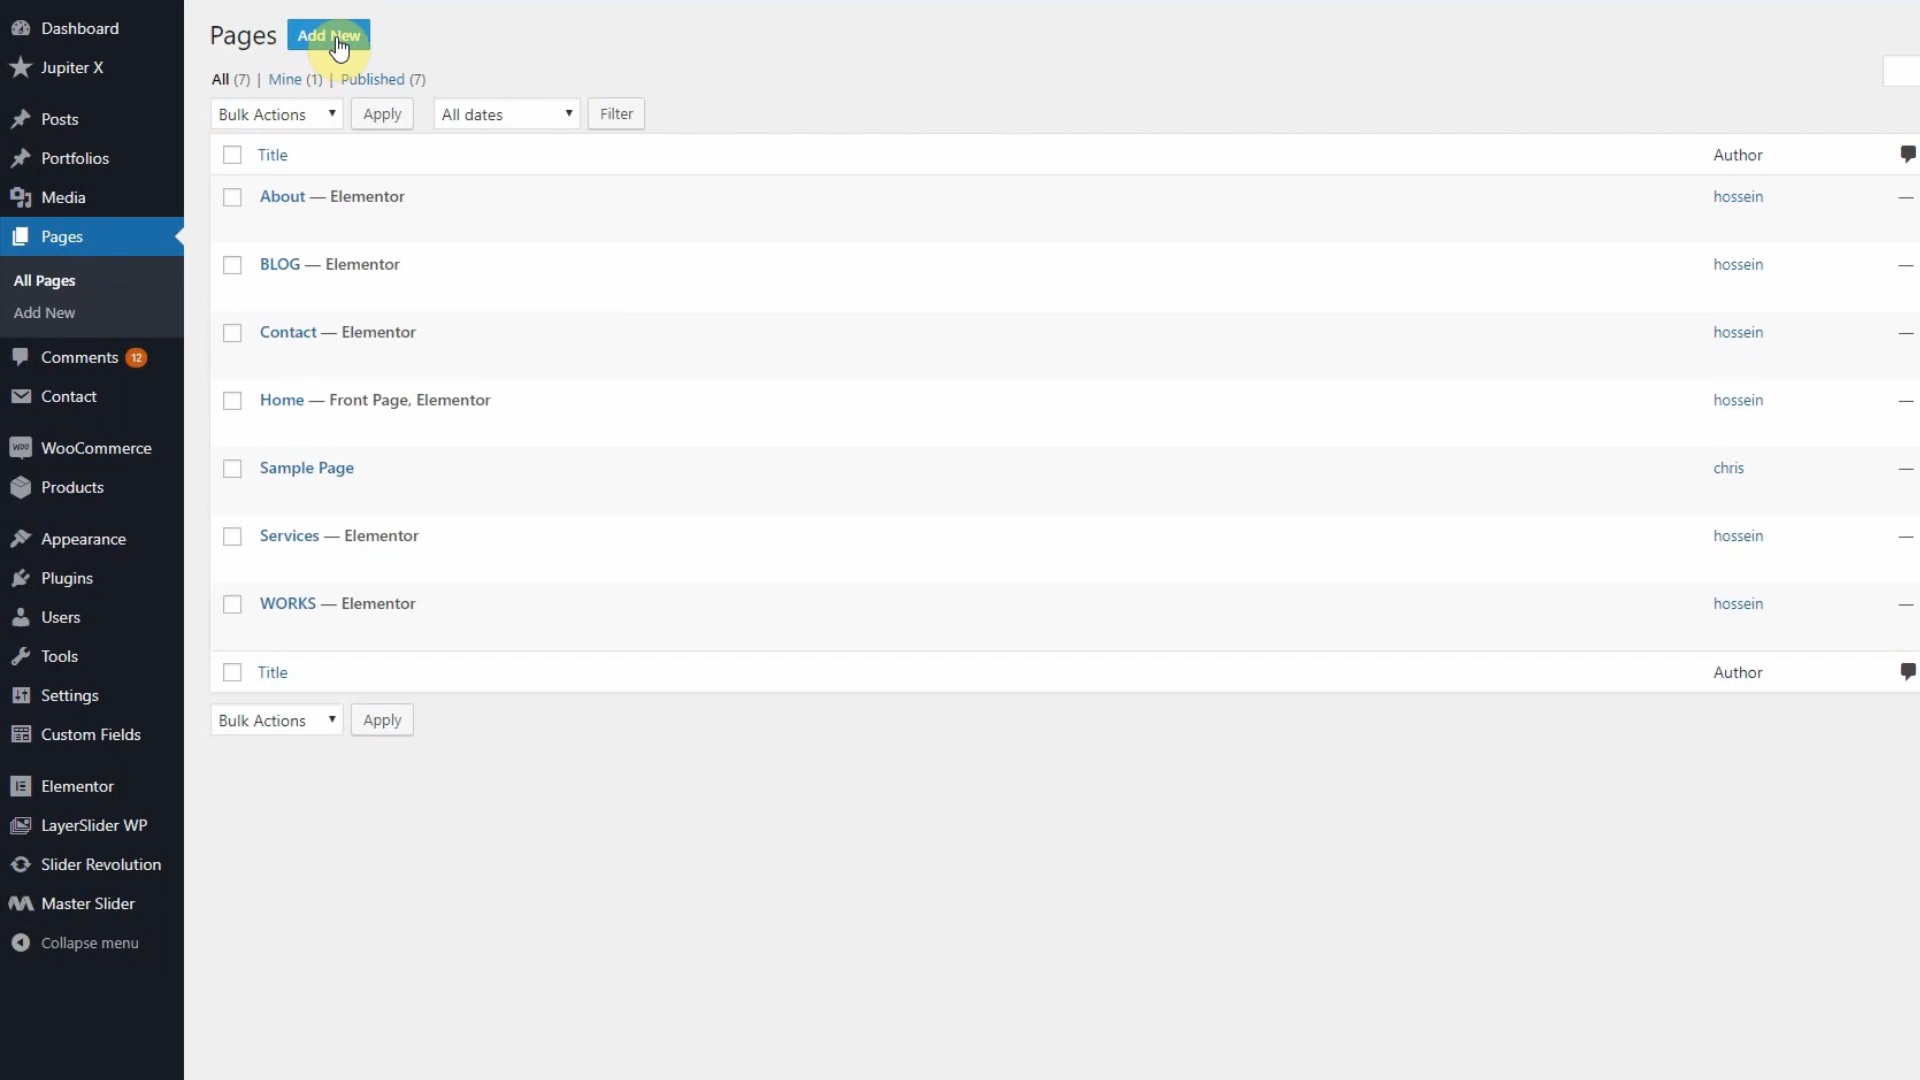 Dashboard
Jupiter X
Posts
Portfolios
Media
Pages
All Pages
Add New
Comments 12
Contact
WOO WooCommerce
Products
Appearance
Plugins
Users
Tools
Settings
Custom Fields
Elementor
LayerSlider WP
Slider Revolution
Master Slider
Collapse menu
Pages Add New
All (7) | Mine (1) | Published (7)
Bulk Actions Apply All dates Filter
Title Author
About — Elementor hossein —
BLOG — Elementor hossein —
Contact — Elementor hossein —
Home — Front Page, Elementor hossein —
Sample Page chris —
Services — Elementor hossein —
WORKS — Elementor hossein —
Title Author
Bulk Actions Apply